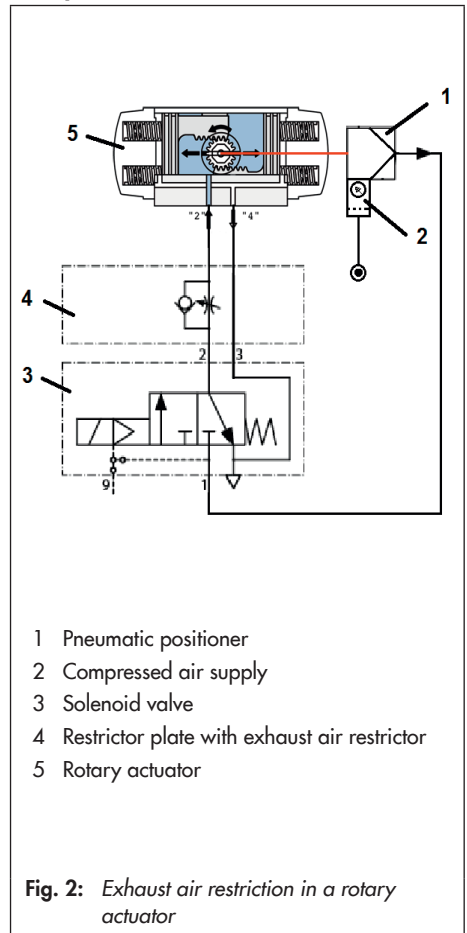 1
5
2
"2"
"4"
4
2
3
3
9
1
1 Pneumatic positioner
2 Compressed air supply
3 Solenoid valve
4 Restrictor plate with exhaust air restrictor
5 Rotary actuator
Fig. 2: Exhaust air restriction in a rotary
actuator